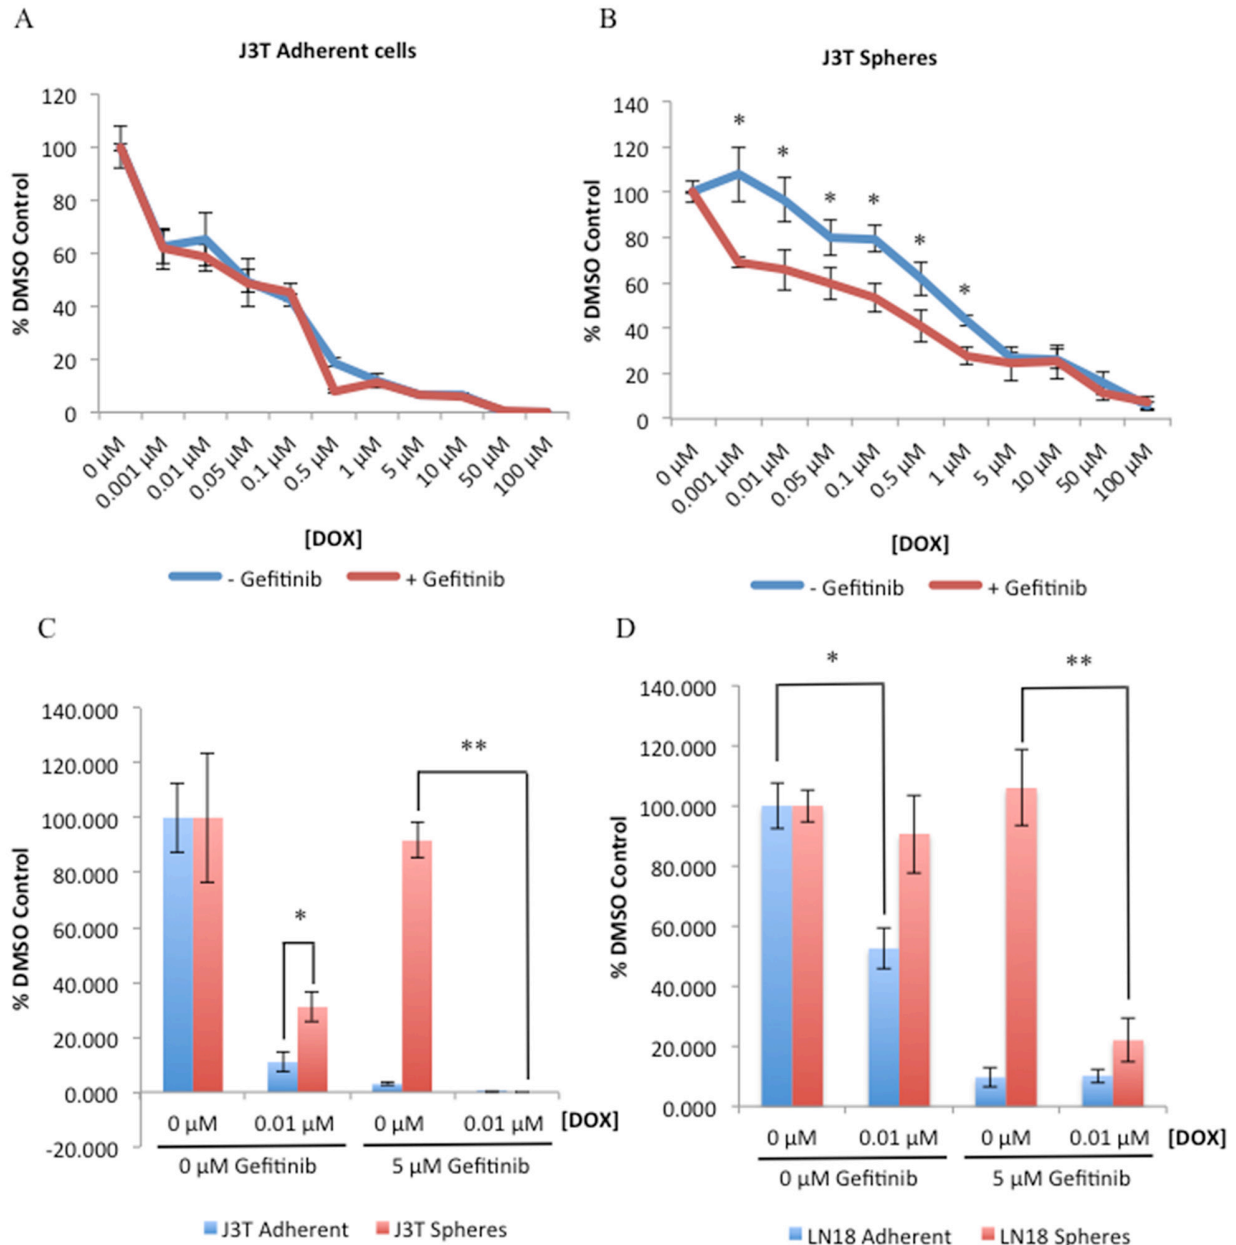 A
J3T Adherent cells
% DMSO Control
120
100
80
60
40
20
0
0 µM
0.001 µM
0.01 µM
0.05 µM
0.1 µM
0.5 µM
1 µM
5 µM
10 µM
50 µM
100 µM
[DOX]
- Gefitinib + Gefitinib
B
J3T Spheres
% DMSO Control
140
120
100
80
60
40
20
0
*
*
*
*
*
*
0 µM
0.001 µM
0.01 µM
0.05 µM
0.1 µM
0.5 µM
1 µM
5 µM
10 µM
50 µM
100 µM
[DOX]
- Gefitinib + Gefitinib
C
% DMSO Control
140.000
120.000
100.000
80.000
60.000
40.000
20.000
0.000
-20.000
*
**
0 µM 0.01 µM 0 µM 0.01 µM [DOX]
0 µM Gefitinib 5 µM Gefitinib
J3T Adherent J3T Spheres
D
% DMSO Control
140.000
120.000
100.000
80.000
60.000
40.000
20.000
0.000
*
**
0 µM 0.01 µM 0 µM 0.01 µM [DOX]
0 µM Gefitinib 5 µM Gefitinib
LN18 Adherent LN18 Spheres